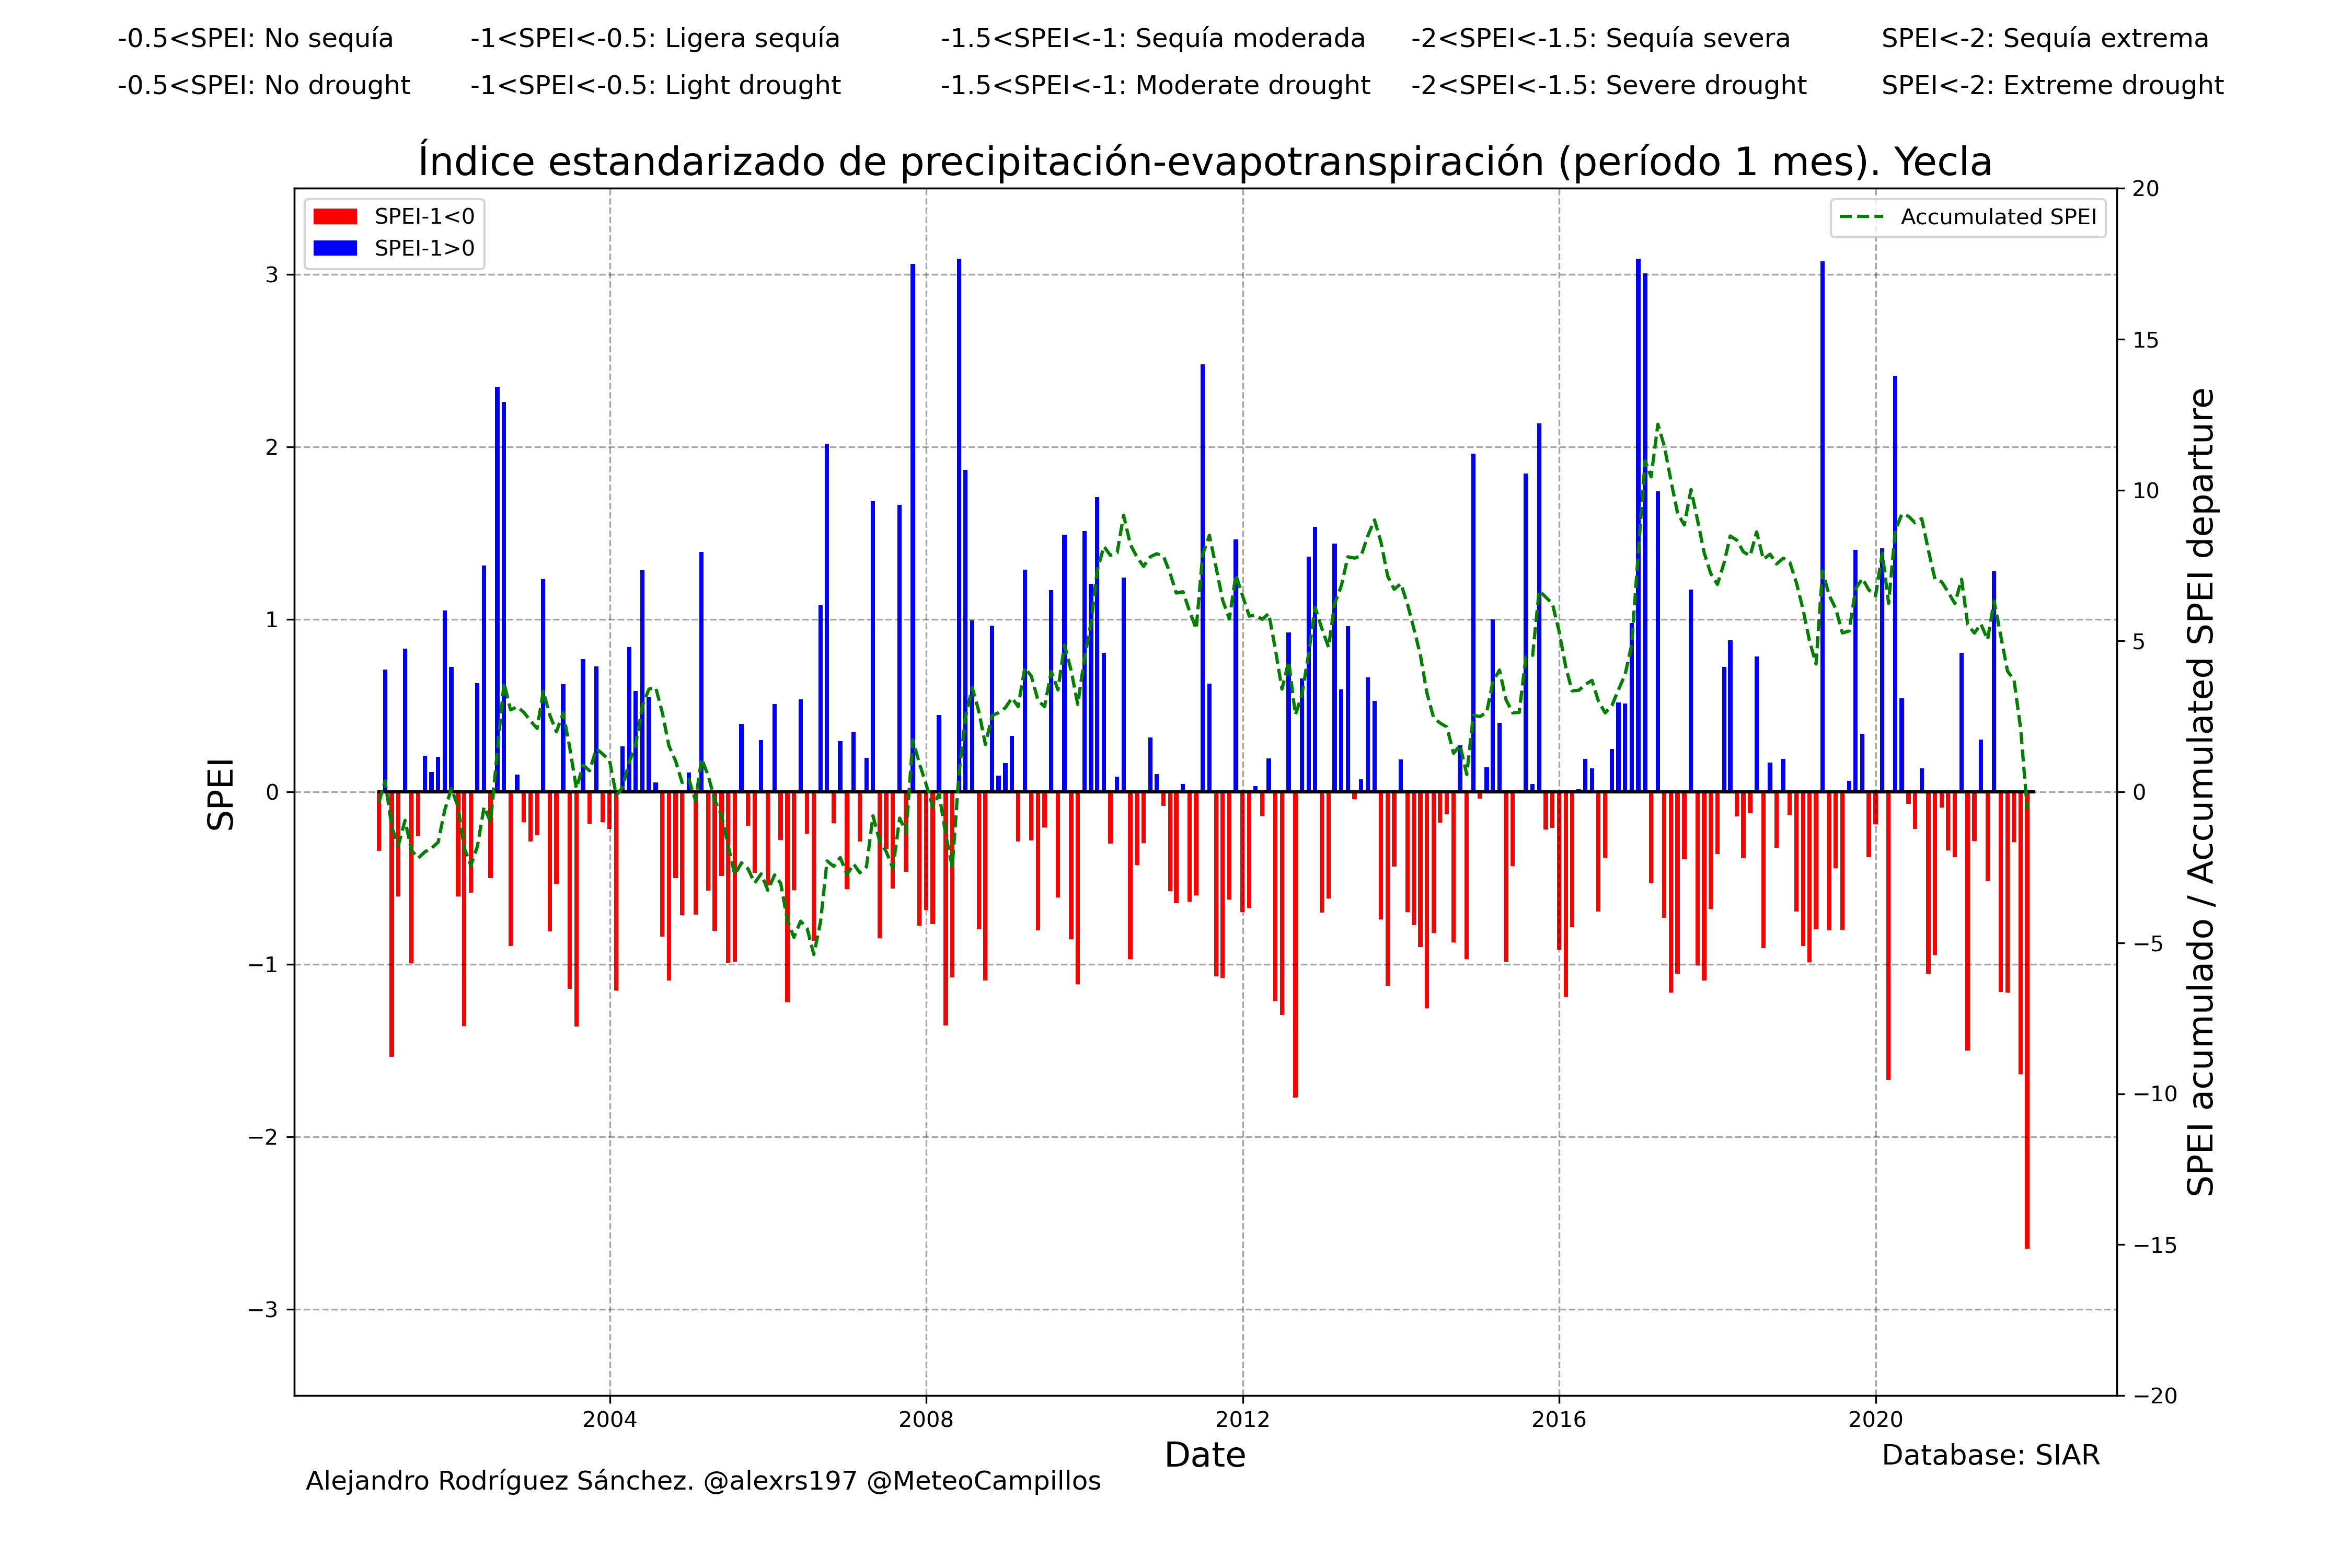 -0.5<SPEI: No sequía -1<SPEI<-0.5: Ligera sequía -1.5<SPEI<-1: Sequía moderada -2<SPEI<-1.5: Sequía severa SPEI<-2: Sequía extrema
-0.5<SPEI: No drought -1<SPEI<-0.5: Light drought -1.5<SPEI<-1: Moderate drought -2<SPEI<-1.5: Severe drought SPEI<-2: Extreme drought
Índice estandarizado de precipitación-evapotranspiración (período 1 mes). Yecla
SPEI-1<0
SPEI-1>0
Accumulated SPEI
SPEI
3
2
1
0
−1
−2
−3
20
15
10
5
0
−5
−10
−15
−20
SPEI acumulado / Accumulated SPEI departure
2004 2008 2012 2016 2020
Date
Database: SIAR
Alejandro Rodríguez Sánchez. @alexrs197 @MeteoCampillos